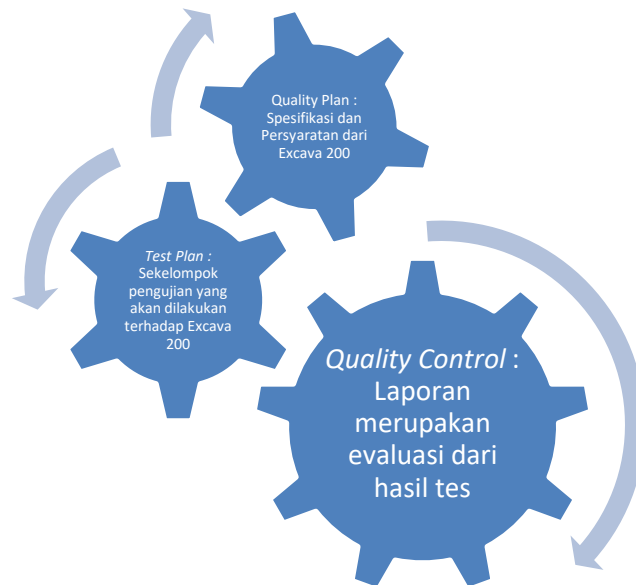 Quality Plan :
Spesifikasi dan
Persyaratan dari
Excava 200
Test Plan :
Sekelompok
pengujian yang
akan dilakukan
terhadap Excava
200
Quality Control :
Laporan
merupakan
evaluasi dari
hasil tes